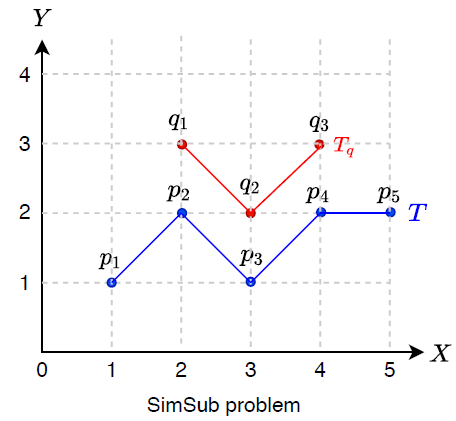 Y
4
q₁ q₃
3 T_q
q₂
p₂ p₄ p₅
2 T
p₁ p₃
1
X
0 1 2 3 4 5
SimSub problem